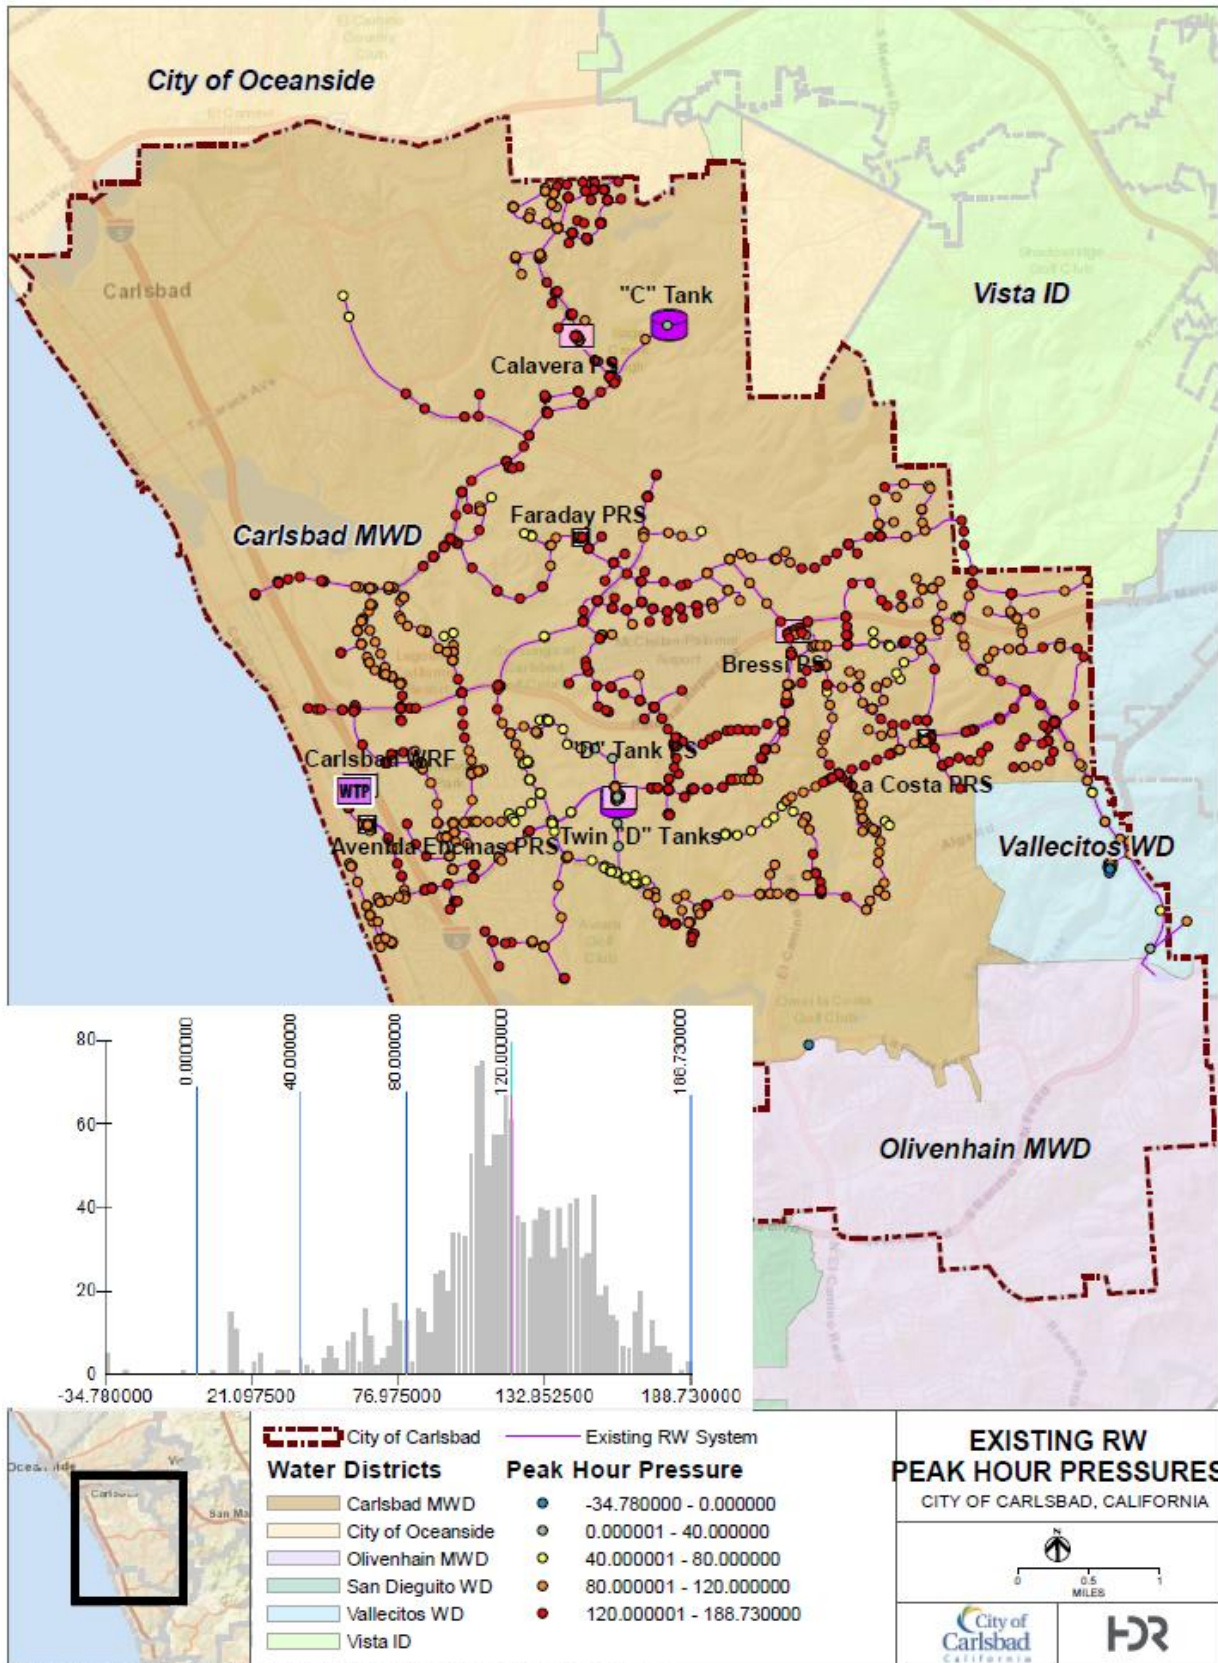 City of Oceanside
Vista ID
Carlsbad
"C" Tank
Calavera PS
Faraday PRS
Carlsbad MWD
Bressi PS
"D" Tank PS
Carlsbad WRF
WTP
La Costa PRS
Twin "D" Tanks
Avenida Encinas PRS
Vallecitos WD
5
5
Olivenhain MWD
80
60
40
20
0
0.000000
40.000000
80.000000
120.000000
188.730000
-34.780000
21.097500
76.975000
132.852500
188.730000
City of Carlsbad
Existing RW System
Water Districts
Peak Hour Pressure
Carlsbad MWD
-34.780000 - 0.000000
City of Oceanside
0.000001 - 40.000000
Olivenhain MWD
40.000001 - 80.000000
San Dieguito WD
80.000001 - 120.000000
Vallecitos WD
120.000001 - 188.730000
Vista ID
EXISTING RW
PEAK HOUR PRESSURES
CITY OF CARLSBAD, CALIFORNIA
N
0 0.5 1
MILES
City of
Carlsbad
California
HDR